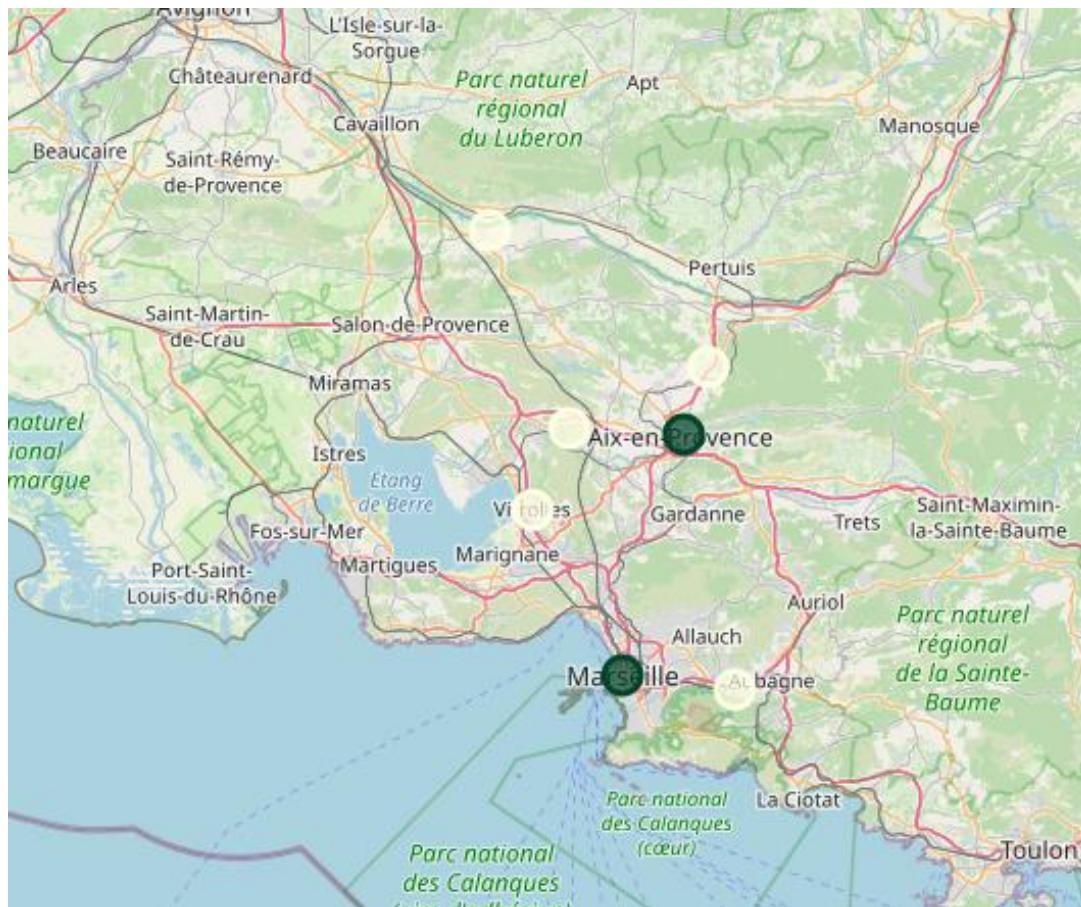 Avignon
L'Isle-sur-la-
Sorgue
Châteaurenard
Parc naturel
régional
du Luberon
Apt
Cavaillon
Manosque
Beaucaire
Saint-Rémy-
de-Provence
Pertuis
Arles
Saint-Martin-
de-Crau
Salon-de-Provence
Miramas
naturel
ional
margue
Aix-en-Provence
Istres
Étang
de Berre
Vitrolles
Gardanne
Saint-Maximin-
la-Sainte-Baume
Trets
Fos-sur-Mer
Marignane
Martigues
Port-Saint-
Louis-du-Rhône
Auriol
Allauch
Parc naturel
régional
de la Sainte-
Baume
Marseille
Aubagne
La Ciotat
Parc national
des Calanques
(cœur)
Toulon
Parc national
des Calanques